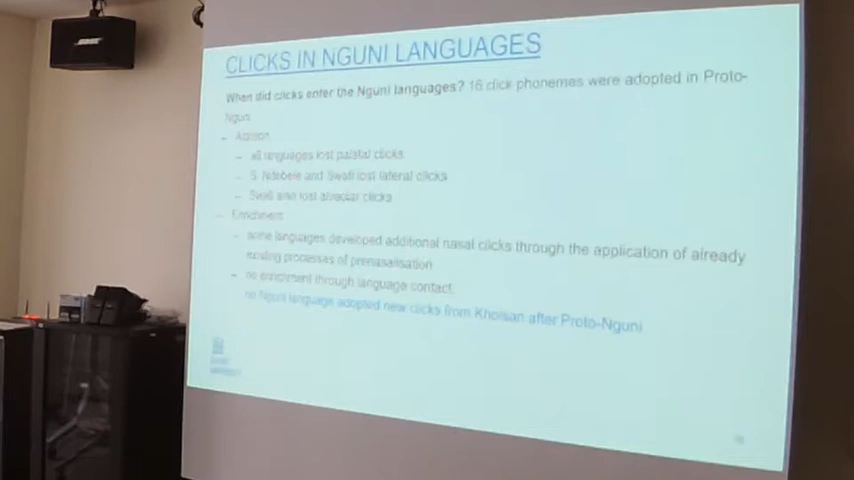 BOSE
CLICKS IN NGUNI LANGUAGES
When did clicks enter the Nguni languages? 16 click phonemes were adopted in Proto-
Nguni
– Attrition
– all languages lost palatal clicks
– S. Ndebele and Swati lost lateral clicks
– Swati also lost alveolar clicks
– Enrichment
– some languages developed additional nasal clicks through the application of already
existing processes of prenasalisation
– no enrichment through language contact
no Nguni language adopted new clicks from Khoisan after Proto-Nguni